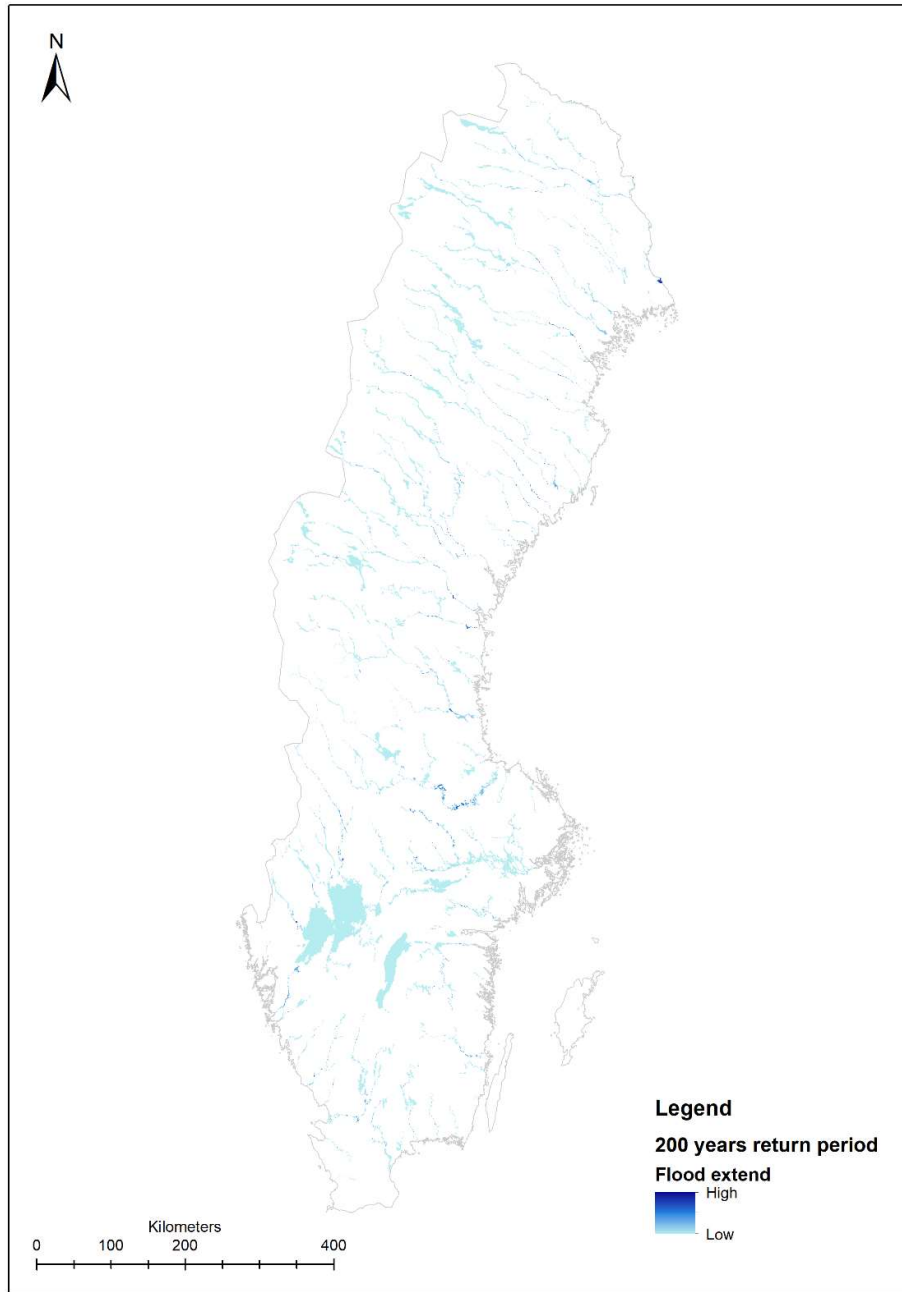 N
Legend
200 years return period
Flood extend
High
Low
Kilometers
0 100 200 400